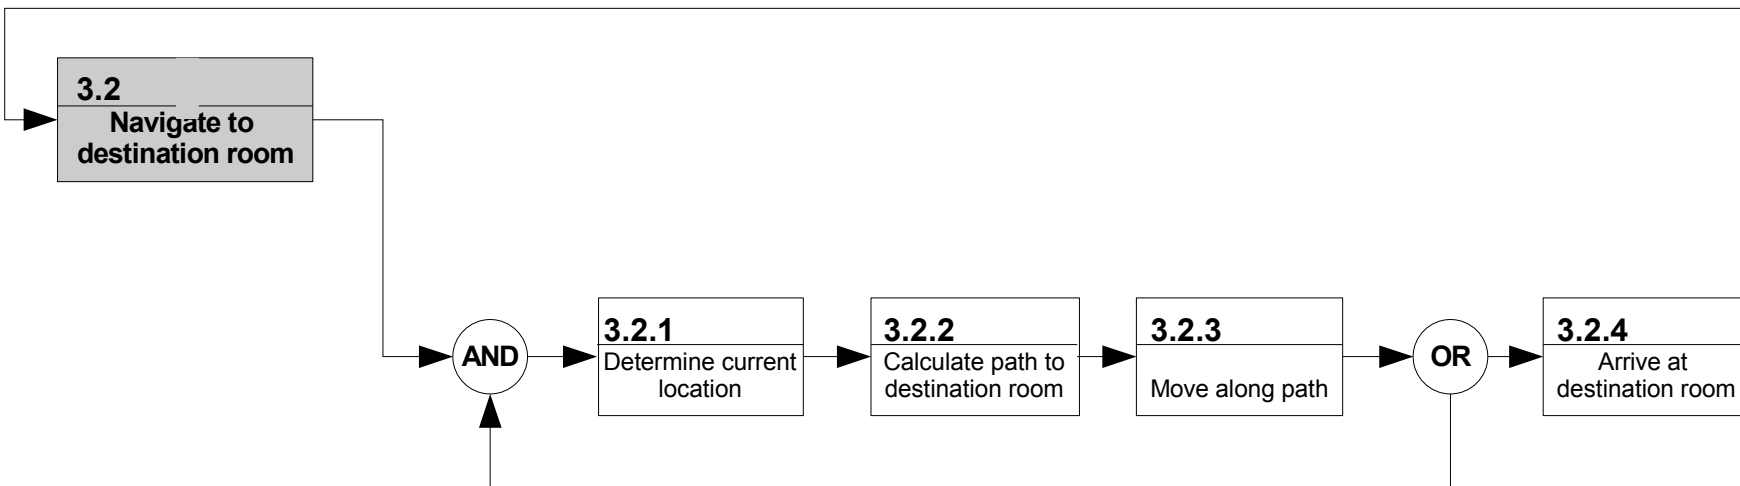 3.2
Navigate to
destination room
AND
3.2.1
Determine current
location
3.2.2
Calculate path to
destination room
3.2.3
Move along path
OR
3.2.4
Arrive at
destination room